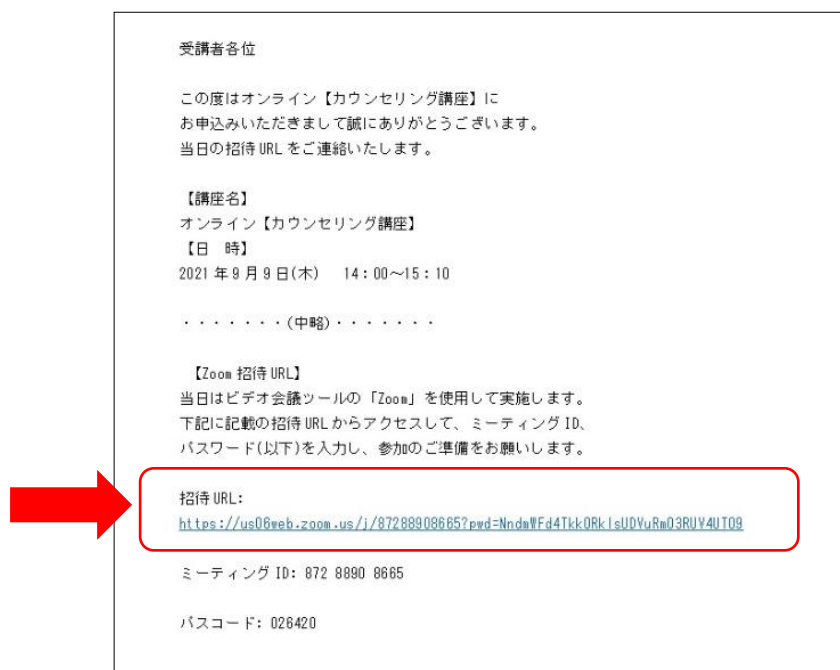 受講者各位
この度はオンライン【カウンセリング講座】に
お申込みいただきまして誠にありがとうございます。
当日の招待URLをご連絡いたします。
【講座名】
オンライン【カウンセリング講座】
【日　時】
2021年9月9日(木)　14:00～15:10
・・・・・・・(中略)・・・・・・・
【Zoom招待URL】
当日はビデオ会議ツールの「Zoom」を使用して実施します。
下記に記載の招待URLからアクセスして、ミーティングID、
パスワード(以下)を入力し、参加のご準備をお願いします。
招待URL:
https://us06web.zoom.us/j/87288908665?pwd=NndmWFd4Tkk0RklsUDVuRm03RUV4UT09
ミーティングID: 872 8890 8665
パスコード: 026420